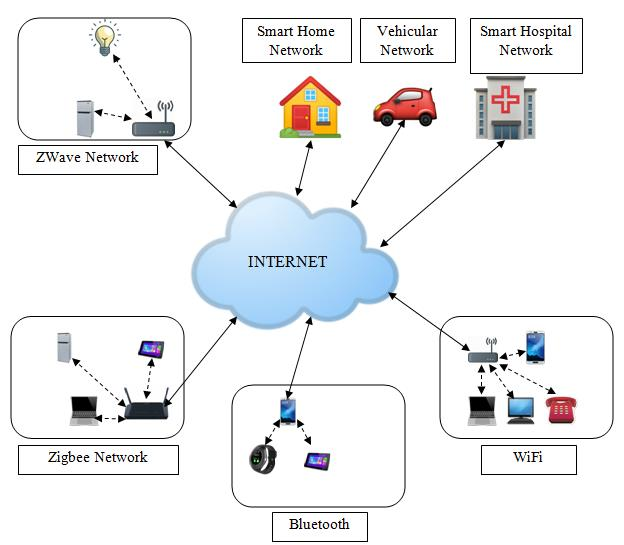 Smart Home
Network
Vehicular
Network
Smart Hospital
Network
ZWave Network
INTERNET
Zigbee Network
WiFi
Bluetooth